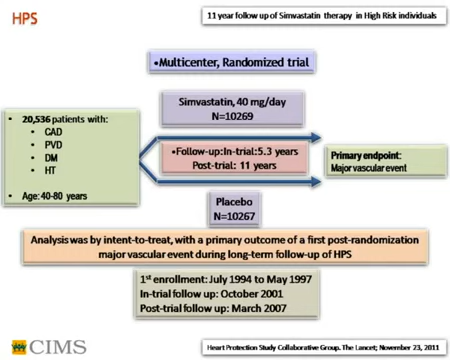 HPS
11 year follow up of Simvastatin therapy in High Risk individuals
•Multicenter, Randomized trial
• 20,536 patients with:
• CAD
• PVD
• DM
• HT
• Age: 40-80 years
Simvastatin, 40 mg/day
N=10269
•Follow-up:In-trial:5.3 years
Post-trial: 11 years
Primary endpoint:
Major vascular event
Placebo
N=10267
Analysis was by intent-to-treat, with a primary outcome of a first post-randomization
major vascular event during long-term follow-up of HPS
1st enrollment: July 1994 to May 1997
In-trial follow up: October 2001
Post-trial follow up: March 2007
CIMS
Heart Protection Study Collaborative Group. The Lancet; November 23, 2011